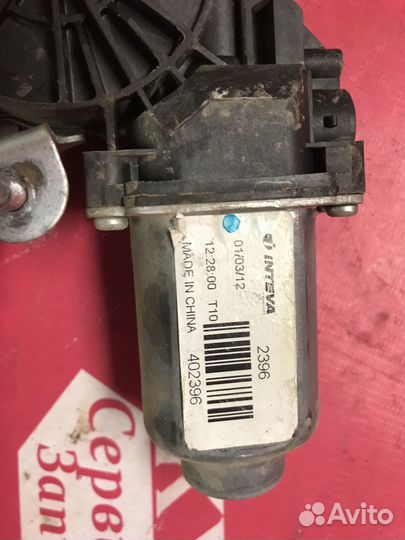 INTEVA
2396
01/03/12
12:28:00 T10
402396
MADE IN CHINA
Серв
Зап
Avito